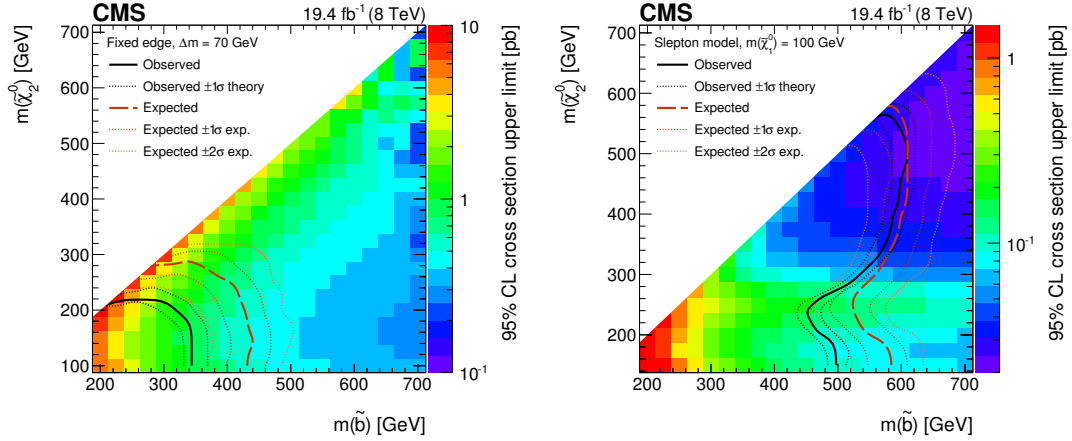 CMS 19.4 fb⁻¹ (8 TeV)
Fixed edge, Δm = 70 GeV
Observed
Observed ±1σ theory
Expected
Expected ±1σ exp.
Expected ±2σ exp.
m(χ̃⁰₂) [GeV]
700
600
500
400
300
200
100
200 300 400 500 600 700
m(b̃) [GeV]
10
1
10⁻¹
95% CL cross section upper limit [pb]
CMS 19.4 fb⁻¹ (8 TeV)
Slepton model, m(χ̃⁰₁) = 100 GeV
Observed
Observed ±1σ theory
Expected
Expected ±1σ exp.
Expected ±2σ exp.
m(χ̃⁰₂) [GeV]
700
600
500
400
300
200
200 300 400 500 600 700
m(b̃) [GeV]
1
10⁻¹
95% CL cross section upper limit [pb]